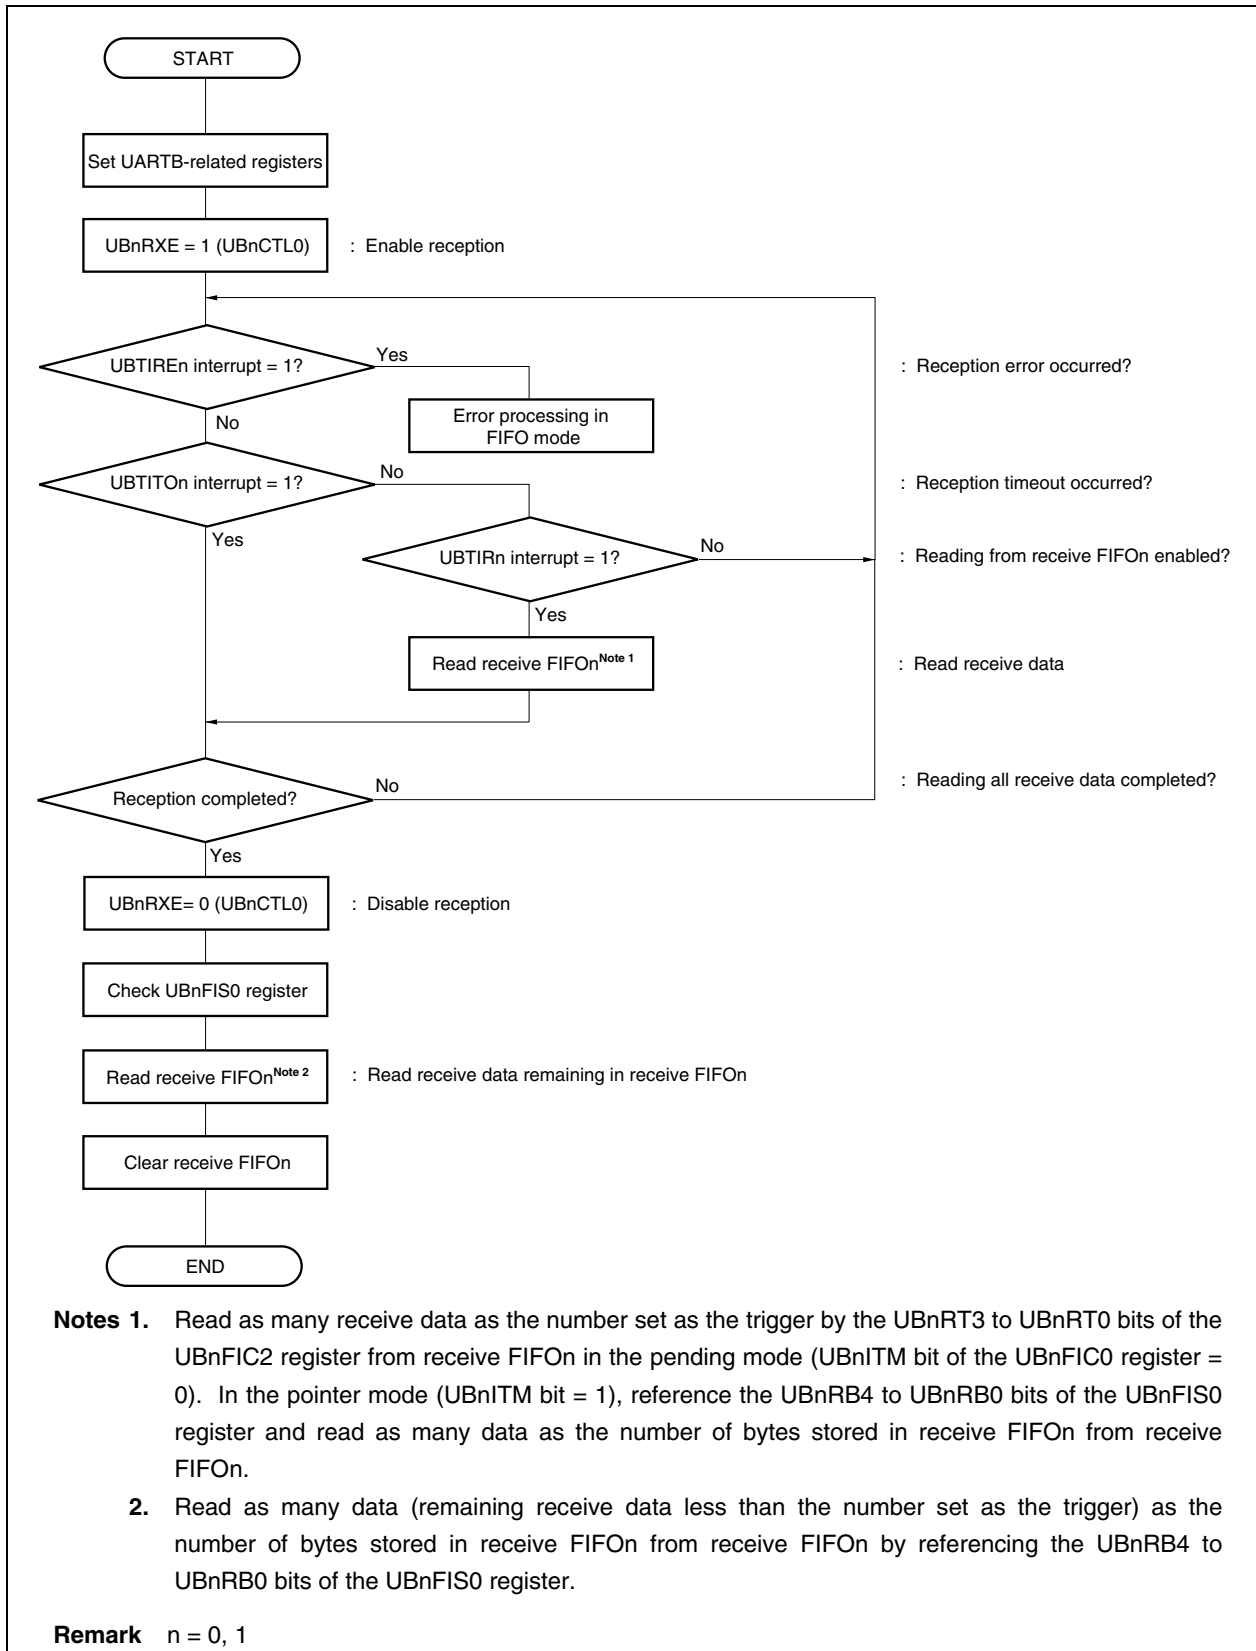 START
Set UARTB-related registers
UBnRXE = 1 (UBnCTL0)
: Enable reception
UBTIREn interrupt = 1?
Yes
: Reception error occurred?
Error processing in
FIFO mode
No
UBTITOn interrupt = 1?
No
: Reception timeout occurred?
Yes
UBTIRn interrupt = 1?
No
: Reading from receive FIFOn enabled?
Yes
Read receive FIFOnNote 1
: Read receive data
Reception completed?
No
: Reading all receive data completed?
Yes
UBnRXE= 0 (UBnCTL0)
: Disable reception
Check UBnFIS0 register
Read receive FIFOnNote 2
: Read receive data remaining in receive FIFOn
Clear receive FIFOn
END
Notes 1. Read as many receive data as the number set as the trigger by the UBnRT3 to UBnRT0 bits of the
UBnFIC2 register from receive FIFOn in the pending mode (UBnITM bit of the UBnFIC0 register =
0). In the pointer mode (UBnITM bit = 1), reference the UBnRB4 to UBnRB0 bits of the UBnFIS0
register and read as many data as the number of bytes stored in receive FIFOn from receive
FIFOn.
2. Read as many data (remaining receive data less than the number set as the trigger) as the
number of bytes stored in receive FIFOn from receive FIFOn by referencing the UBnRB4 to
UBnRB0 bits of the UBnFIS0 register.
Remark n = 0, 1